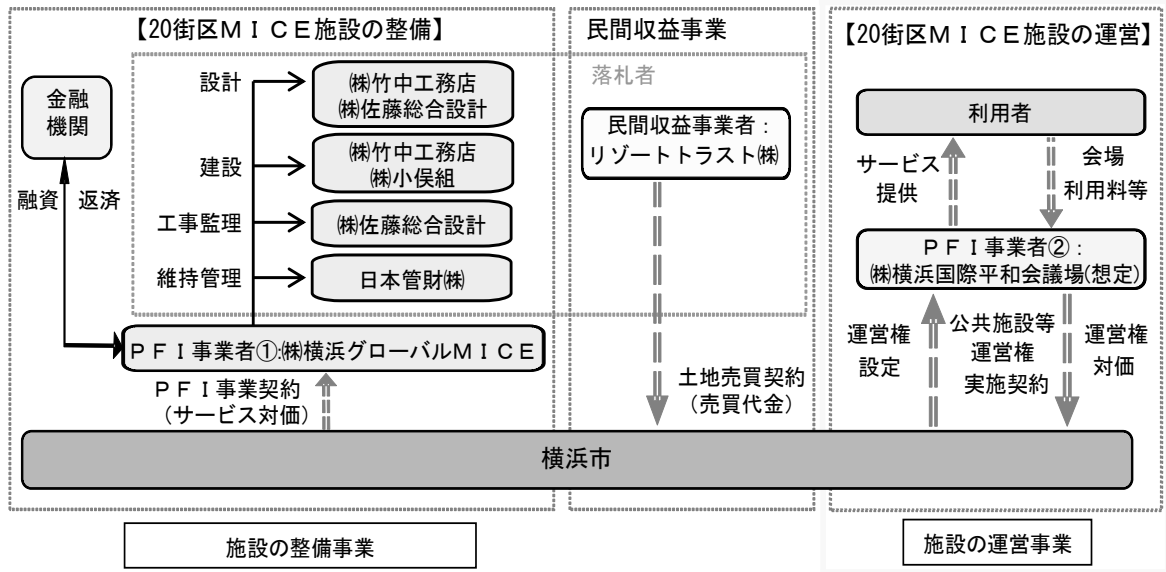 【20街区ＭＩＣＥ施設の整備】
民間収益事業
【20街区ＭＩＣＥ施設の運営】
落札者
金融
機関
融資
返済
設計
㈱竹中工務店
㈱佐藤総合設計
建設
㈱竹中工務店
㈱小俣組
工事監理
㈱佐藤総合設計
維持管理
日本管財㈱
ＰＦＩ事業者①:㈱横浜グローバルＭＩＣＥ
ＰＦＩ事業契約
（サービス対価）
民間収益事業者：
リゾートトラスト㈱
土地売買契約
（売買代金）
利用者
サービス
提供
会場
利用料等
ＰＦＩ事業者②：
㈱横浜国際平和会議場(想定)
運営権
設定
公共施設等
運営権
実施契約
運営権
対価
横浜市
施設の整備事業
施設の運営事業